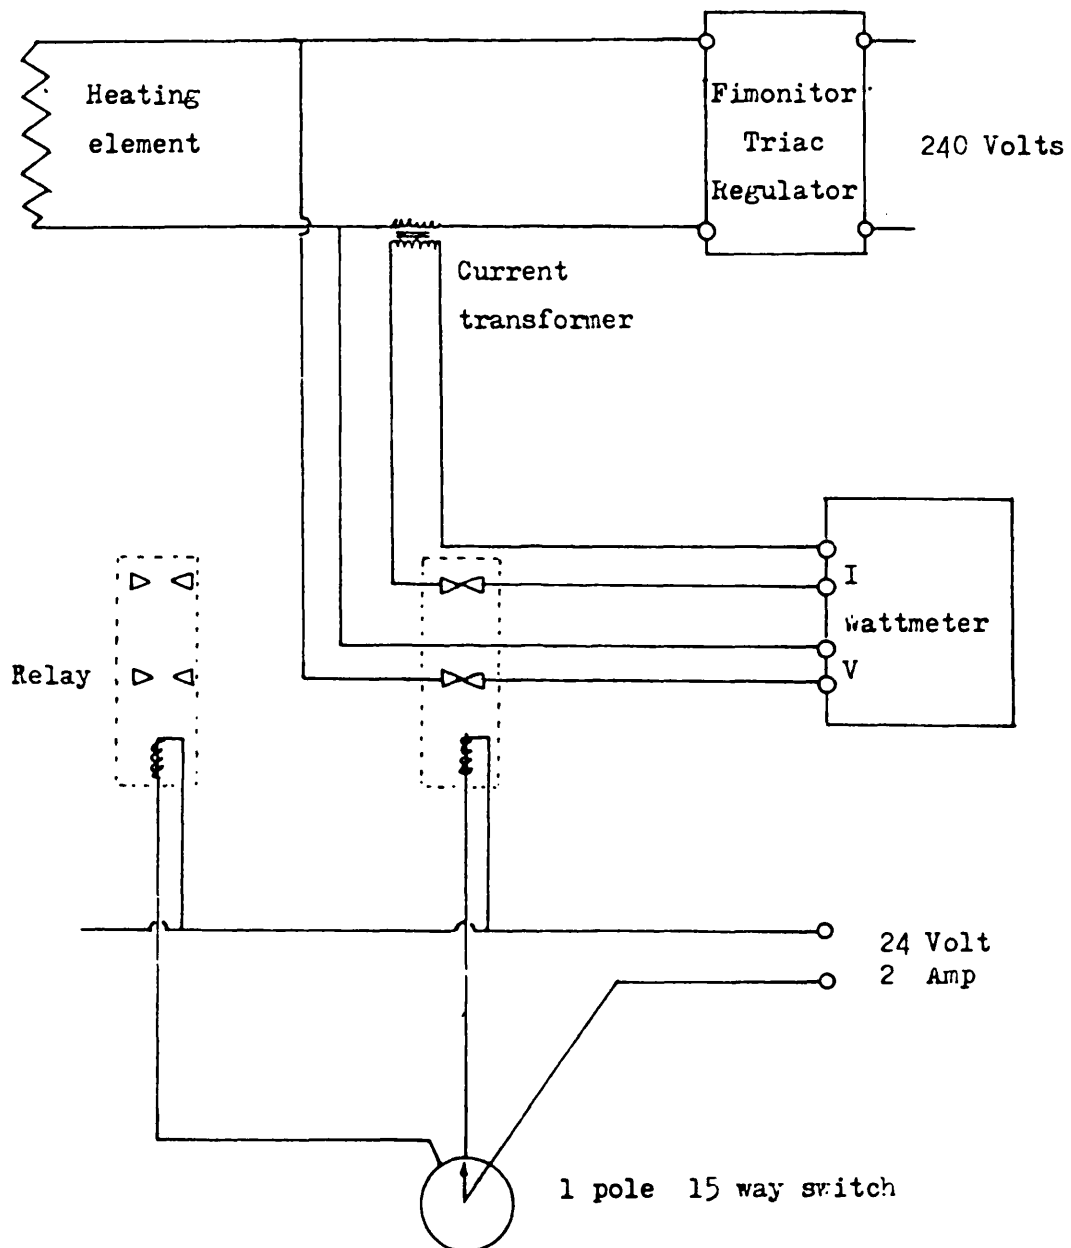 Heating
element
Fimonitor
Triac
Regulator
240 Volts
Current
transformer
I
Wattmeter
V
Relay
24 Volt
2 Amp
1 pole 15 way switch